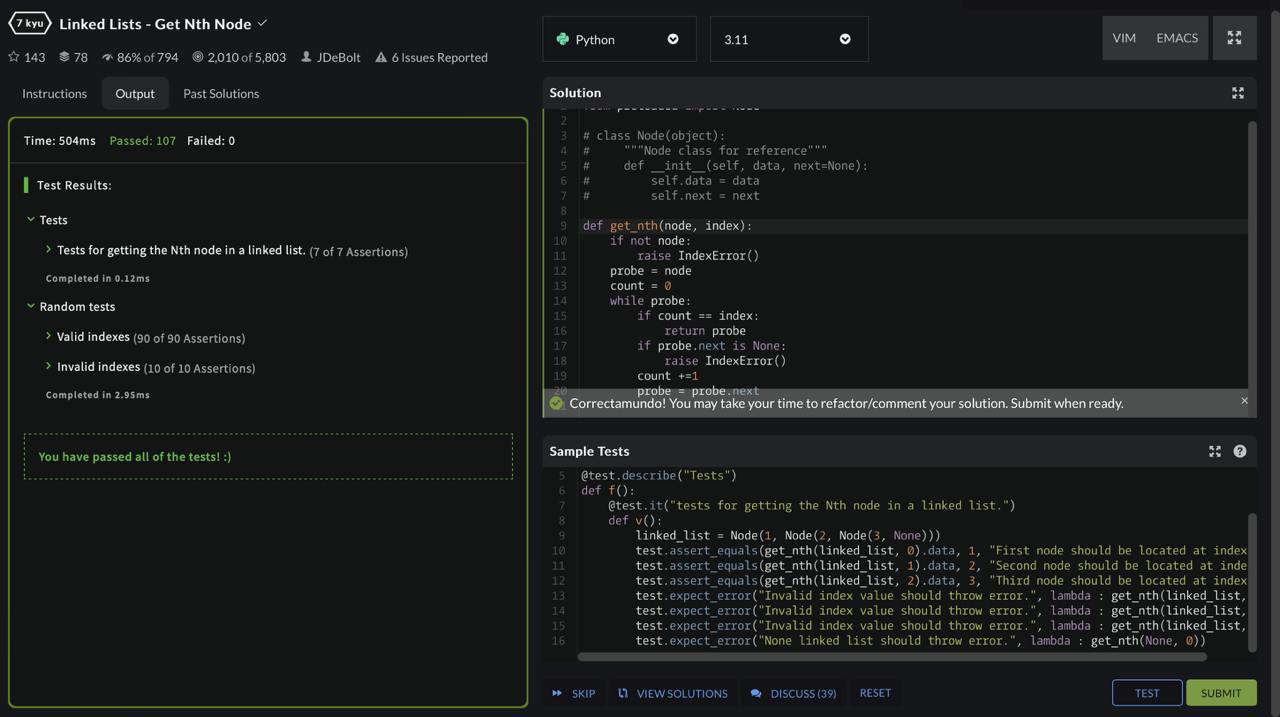 7 kyu Linked Lists - Get Nth Node
143 78 86% of 794 2,010 of 5,803 JDeBolt 6 Issues Reported
Instructions Output Past Solutions
Time: 504ms Passed: 107 Failed: 0
Test Results:
Tests
Tests for getting the Nth node in a linked list. (7 of 7 Assertions)
Completed in 0.12ms
Random tests
Valid indexes (90 of 90 Assertions)
Invalid indexes (10 of 10 Assertions)
Completed in 2.95ms
You have passed all of the tests! :)
Python 3.11 VIM EMACS
Solution
2
3 # class Node(object):
4 #     """Node class for reference"""
5 #     def __init__(self, data, next=None):
6 #         self.data = data
7 #         self.next = next
8
9 def get_nth(node, index):
10     if not node:
11         raise IndexError()
12     probe = node
13     count = 0
14     while probe:
15         if count == index:
16             return probe
17         if probe.next is None:
18             raise IndexError()
19         count +=1
20         probe = probe.next
Correctamundo! You may take your time to refactor/comment your solution. Submit when ready.
Sample Tests
5 @test.describe("Tests")
6 def f():
7     @test.it("tests for getting the Nth node in a linked list.")
8     def v():
9         linked_list = Node(1, Node(2, Node(3, None)))
10         test.assert_equals(get_nth(linked_list, 0).data, 1, "First node should be located at index
11         test.assert_equals(get_nth(linked_list, 1).data, 2, "Second node should be located at inde
12         test.assert_equals(get_nth(linked_list, 2).data, 3, "Third node should be located at index
13         test.expect_error("Invalid index value should throw error.", lambda : get_nth(linked_list,
14         test.expect_error("Invalid index value should throw error.", lambda : get_nth(linked_list,
15         test.expect_error("Invalid index value should throw error.", lambda : get_nth(linked_list,
16         test.expect_error("None linked list should throw error.", lambda : get_nth(None, 0))
SKIP VIEW SOLUTIONS DISCUSS (39) RESET TEST SUBMIT